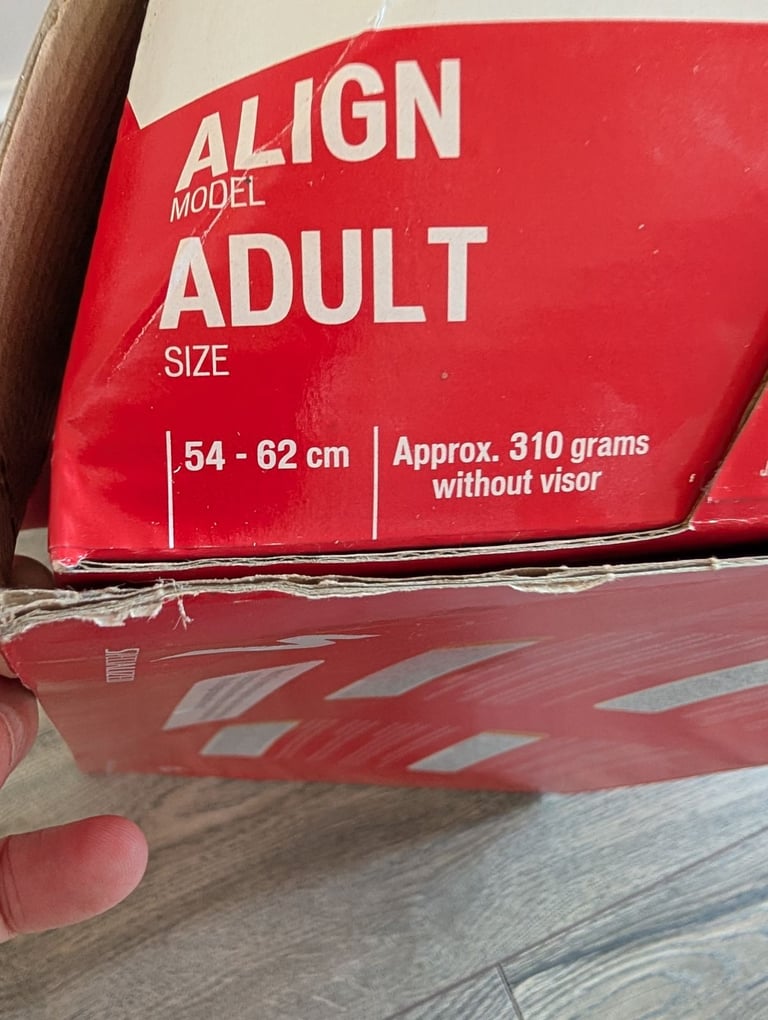 ALIGN
MODEL
ADULT
SIZE
54 - 62 cm
Approx. 310 grams
without visor